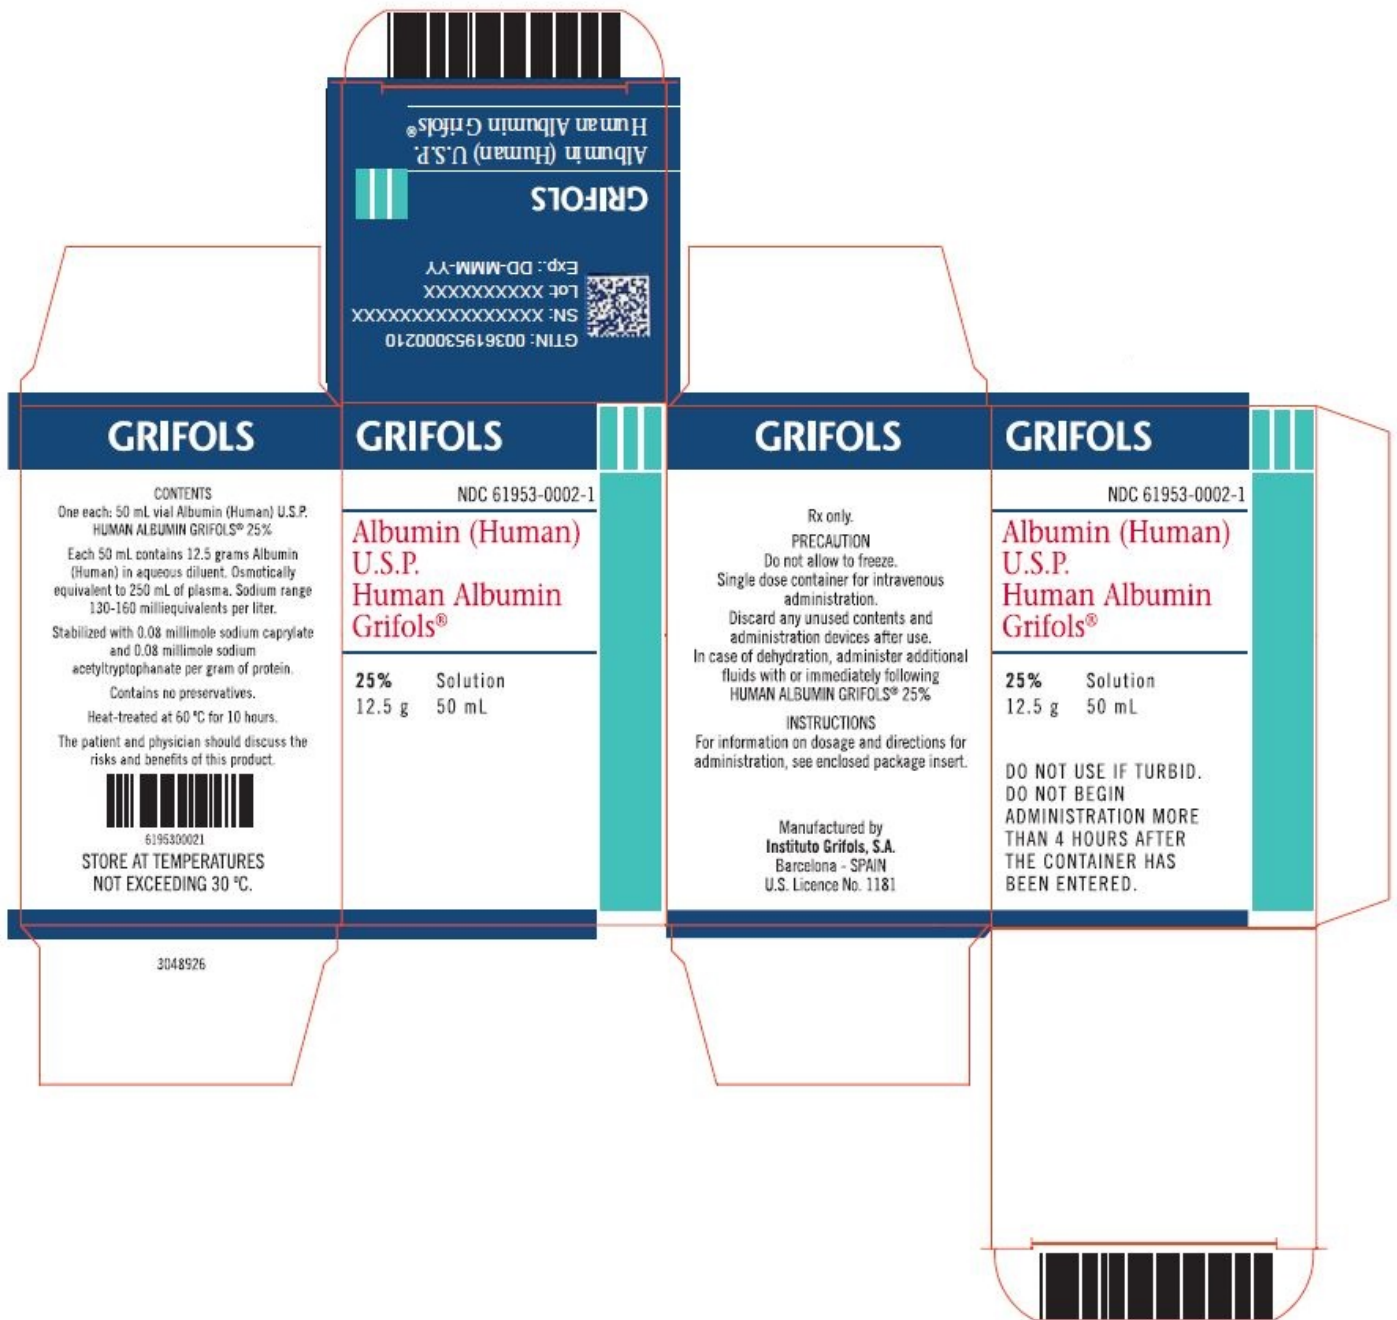 Human Albumin Grifols®
Albumin (Human) U.S.P.
GRIFOLS
Exp.: DD-MMM-YY
Lot: XXXXXXXXXX
SN: XXXXXXXXXXXXXXXX
GTIN: 00361953000210
GRIFOLS
CONTENTS
One each: 50 mL vial Albumin (Human) U.S.P.
HUMAN ALBUMIN GRIFOLS® 25%
Each 50 mL contains 12.5 grams Albumin
(Human) in aqueous diluent. Osmotically
equivalent to 250 mL of plasma. Sodium range
130-160 milliequivalents per liter.
Stabilized with 0.08 millimole sodium caprylate
and 0.08 millimole sodium
acetyltryptophanate per gram of protein.
Contains no preservatives.
Heat-treated at 60 °C for 10 hours.
The patient and physician should discuss the
risks and benefits of this product.
6195300021
STORE AT TEMPERATURES
NOT EXCEEDING 30 °C.
3048926
GRIFOLS
NDC 61953-0002-1
Albumin (Human)
U.S.P.
Human Albumin
Grifols®
25% Solution
12.5 g 50 mL
GRIFOLS
Rx only.
PRECAUTION
Do not allow to freeze.
Single dose container for intravenous
administration.
Discard any unused contents and
administration devices after use.
In case of dehydration, administer additional
fluids with or immediately following
HUMAN ALBUMIN GRIFOLS® 25%
INSTRUCTIONS
For information on dosage and directions for
administration, see enclosed package insert.
Manufactured by
Instituto Grifols, S.A.
Barcelona - SPAIN
U.S. Licence No. 1181
GRIFOLS
NDC 61953-0002-1
Albumin (Human)
U.S.P.
Human Albumin
Grifols®
25% Solution
12.5 g 50 mL
DO NOT USE IF TURBID.
DO NOT BEGIN
ADMINISTRATION MORE
THAN 4 HOURS AFTER
THE CONTAINER HAS
BEEN ENTERED.